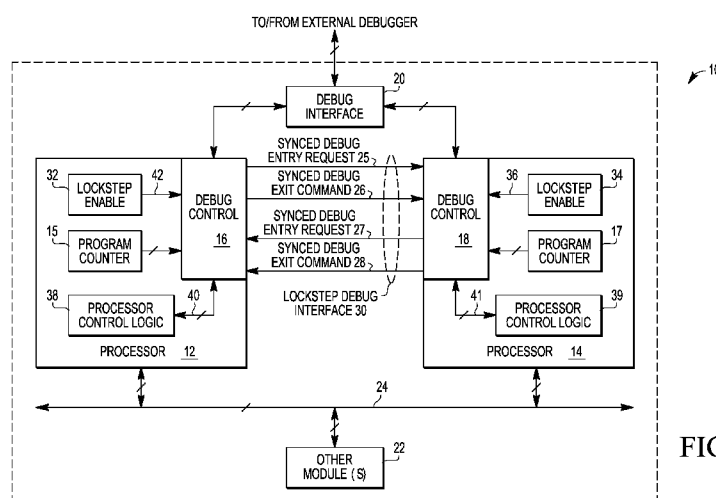 TO/FROM EXTERNAL DEBUGGER
20
DEBUG
INTERFACE
SYNCED DEBUG
ENTRY REQUEST 25
SYNCED DEBUG
EXIT COMMAND 26
SYNCED DEBUG
ENTRY REQUEST 27
SYNCED DEBUG
EXIT COMMAND 28
LOCKSTEP DEBUG
INTERFACE 30
32
LOCKSTEP
ENABLE
42
15
PROGRAM
COUNTER
DEBUG
CONTROL
16
38
PROCESSOR
CONTROL LOGIC
40
PROCESSOR 12
DEBUG
CONTROL
18
36
LOCKSTEP
ENABLE
34
PROGRAM
COUNTER
17
41
PROCESSOR
CONTROL LOGIC
39
PROCESSOR 14
24
OTHER
MODULE(S)
22